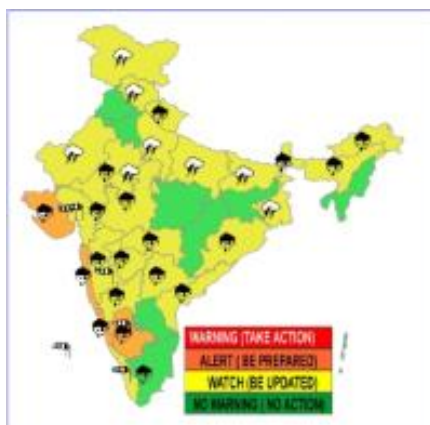 WARNING (TAKE ACTION)
ALERT ( BE PREPARED)
WATCH (BE UPDATED)
NO WARNING ( NO ACTION)